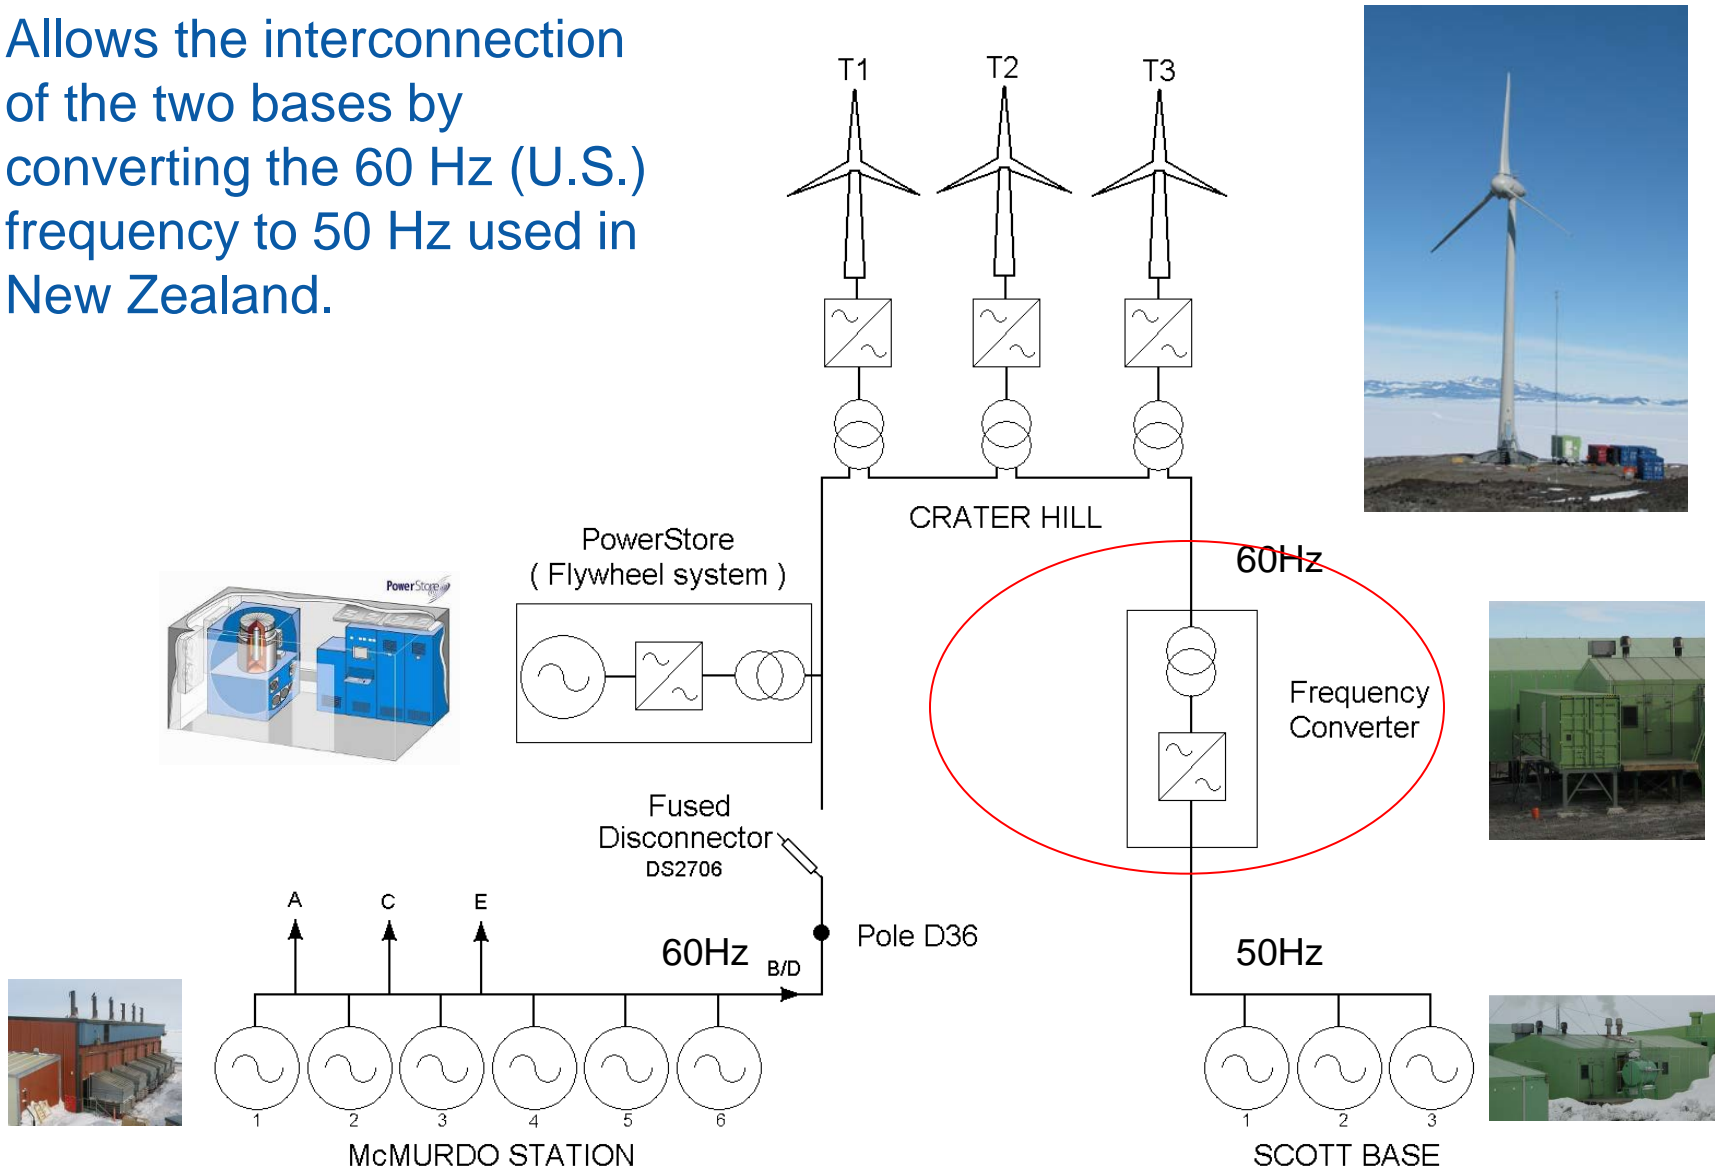 Allows the interconnection
of the two bases by
converting the 60 Hz (U.S.)
frequency to 50 Hz used in
New Zealand.
T1
T2
T3
CRATER HILL
PowerStore
( Flywheel system )
PowerStore
60Hz
Frequency
Converter
Fused
Disconnector
DS2706
A
C
E
60Hz
B/D
Pole D36
50Hz
1
2
3
4
5
6
1
2
3
McMURDO STATION
SCOTT BASE